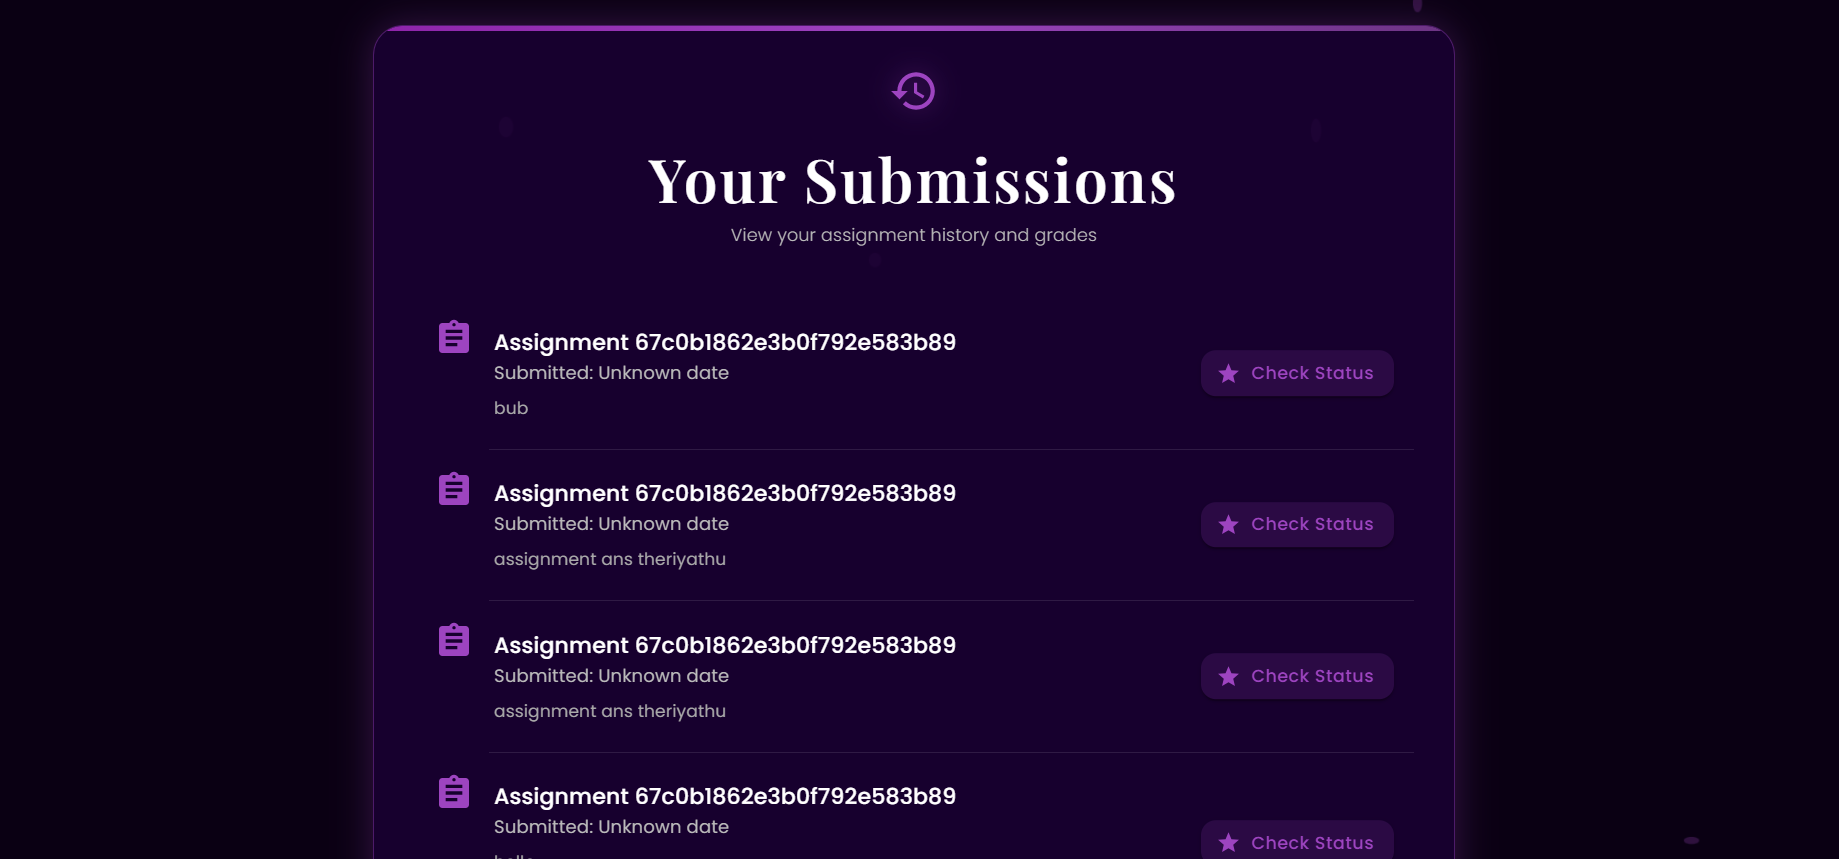 Your Submissions
View your assignment history and grades
Assignment 67c0b1862e3b0f792e583b89
Submitted: Unknown date
Check Status
bub
Assignment 67c0b1862e3b0f792e583b89
Submitted: Unknown date
Check Status
assignment ans theriyathu
Assignment 67c0b1862e3b0f792e583b89
Submitted: Unknown date
Check Status
assignment ans theriyathu
Assignment 67c0b1862e3b0f792e583b89
Submitted: Unknown date
Check Status